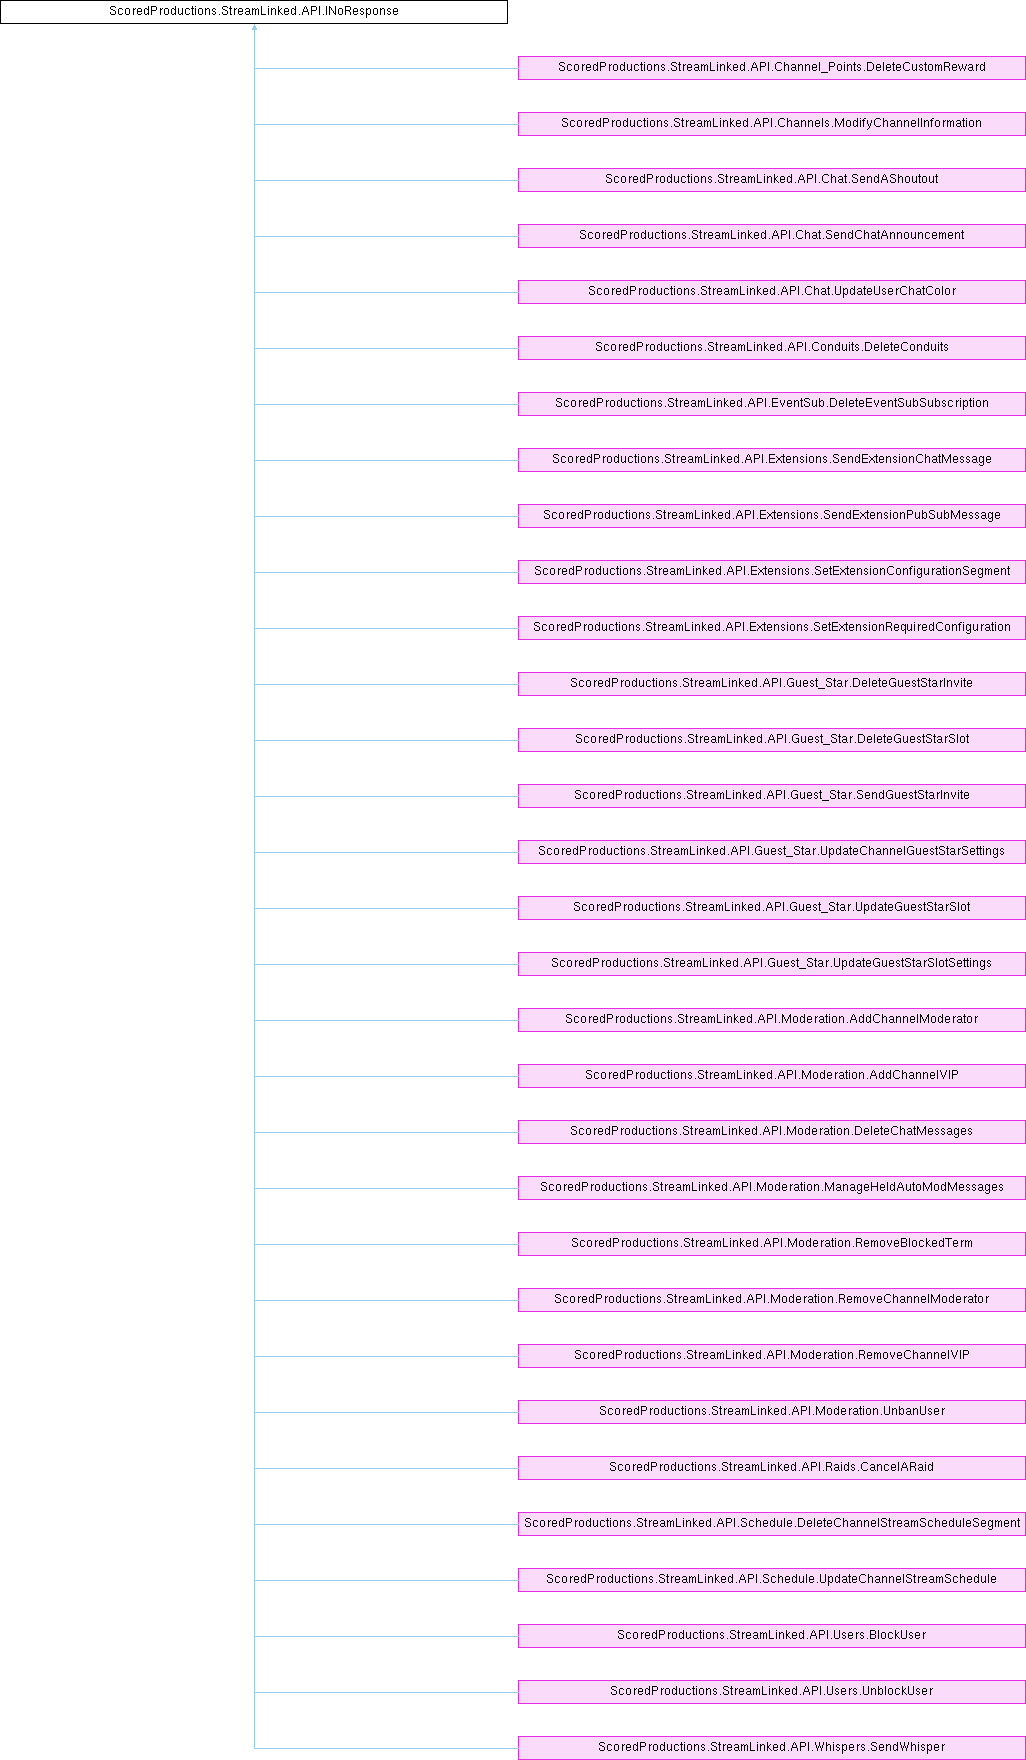 ScoredProductions.StreamLinked.API.INoResponse
ScoredProductions.StreamLinked.API.Channel_Points.DeleteCustomReward
ScoredProductions.StreamLinked.API.Channels.ModifyChannelInformation
ScoredProductions.StreamLinked.API.Chat.SendAShoutout
ScoredProductions.StreamLinked.API.Chat.SendChatAnnouncement
ScoredProductions.StreamLinked.API.Chat.UpdateUserChatColor
ScoredProductions.StreamLinked.API.Conduits.DeleteConduits
ScoredProductions.StreamLinked.API.EventSub.DeleteEventSubSubscription
ScoredProductions.StreamLinked.API.Extensions.SendExtensionChatMessage
ScoredProductions.StreamLinked.API.Extensions.SendExtensionPubSubMessage
ScoredProductions.StreamLinked.API.Extensions.SetExtensionConfigurationSegment
ScoredProductions.StreamLinked.API.Extensions.SetExtensionRequiredConfiguration
ScoredProductions.StreamLinked.API.Guest_Star.DeleteGuestStarInvite
ScoredProductions.StreamLinked.API.Guest_Star.DeleteGuestStarSlot
ScoredProductions.StreamLinked.API.Guest_Star.SendGuestStarInvite
ScoredProductions.StreamLinked.API.Guest_Star.UpdateChannelGuestStarSettings
ScoredProductions.StreamLinked.API.Guest_Star.UpdateGuestStarSlot
ScoredProductions.StreamLinked.API.Guest_Star.UpdateGuestStarSlotSettings
ScoredProductions.StreamLinked.API.Moderation.AddChannelModerator
ScoredProductions.StreamLinked.API.Moderation.AddChannelVIP
ScoredProductions.StreamLinked.API.Moderation.DeleteChatMessages
ScoredProductions.StreamLinked.API.Moderation.ManageHeldAutoModMessages
ScoredProductions.StreamLinked.API.Moderation.RemoveBlockedTerm
ScoredProductions.StreamLinked.API.Moderation.RemoveChannelModerator
ScoredProductions.StreamLinked.API.Moderation.RemoveChannelVIP
ScoredProductions.StreamLinked.API.Moderation.UnbanUser
ScoredProductions.StreamLinked.API.Raids.CancelARaid
ScoredProductions.StreamLinked.API.Schedule.DeleteChannelStreamScheduleSegment
ScoredProductions.StreamLinked.API.Schedule.UpdateChannelStreamSchedule
ScoredProductions.StreamLinked.API.Users.BlockUser
ScoredProductions.StreamLinked.API.Users.UnblockUser
ScoredProductions.StreamLinked.API.Whispers.SendWhisper